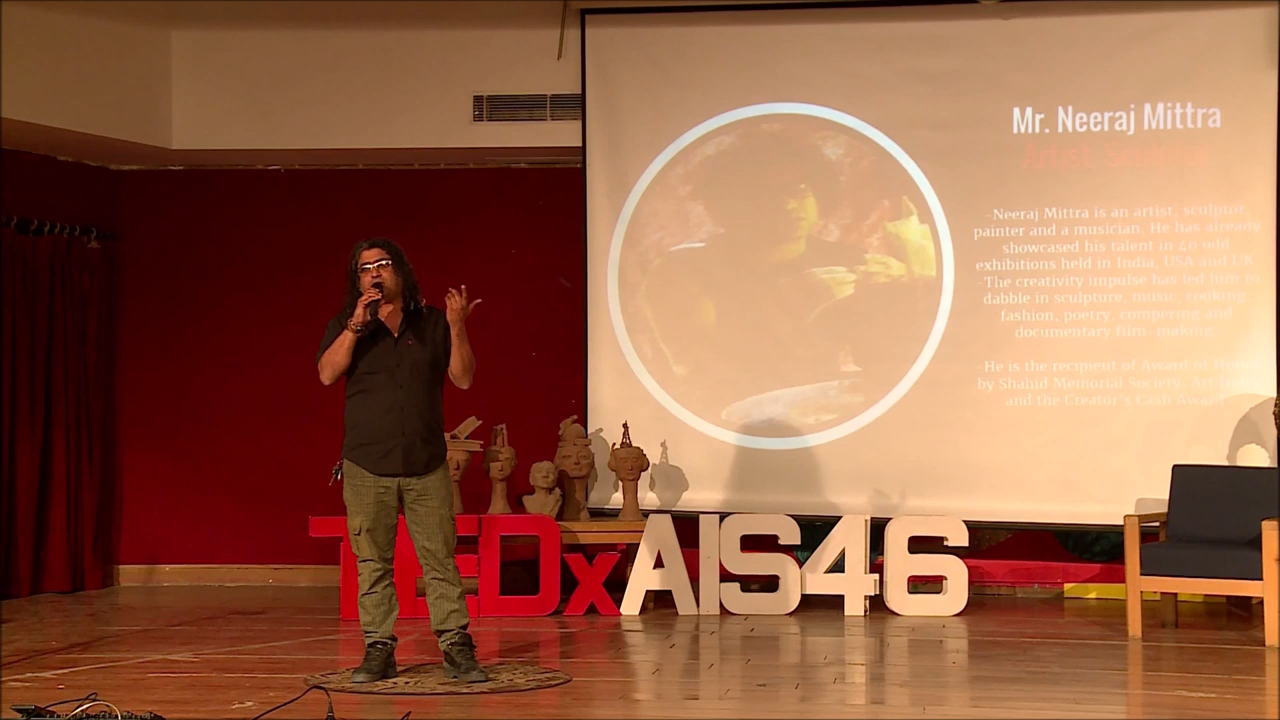 Mr. Neeraj Mittra
-Neeraj Mittra is an artist, sculptor,
painter and a musician. He has already
showcased his talent in 40 odd
exhibitions held in India, USA and UK.
-The creativity impulse has led him to
dabble in sculpture, music, cooking,
fashion, poetry, compering and
documentary film-making.
-He is the recipient of Award of
by Shahid Memorial Society, Art
and the Creator's Cash Award
TEDxAIS46